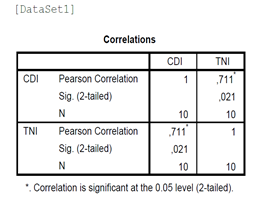 [DataSet1]
Correlations
CDI TNI
CDI Pearson Correlation 1 ,711*
Sig. (2-tailed) ,021
N 10 10
TNI Pearson Correlation ,711* 1
Sig. (2-tailed) ,021
N 10 10
*. Correlation is significant at the 0.05 level (2-tailed).